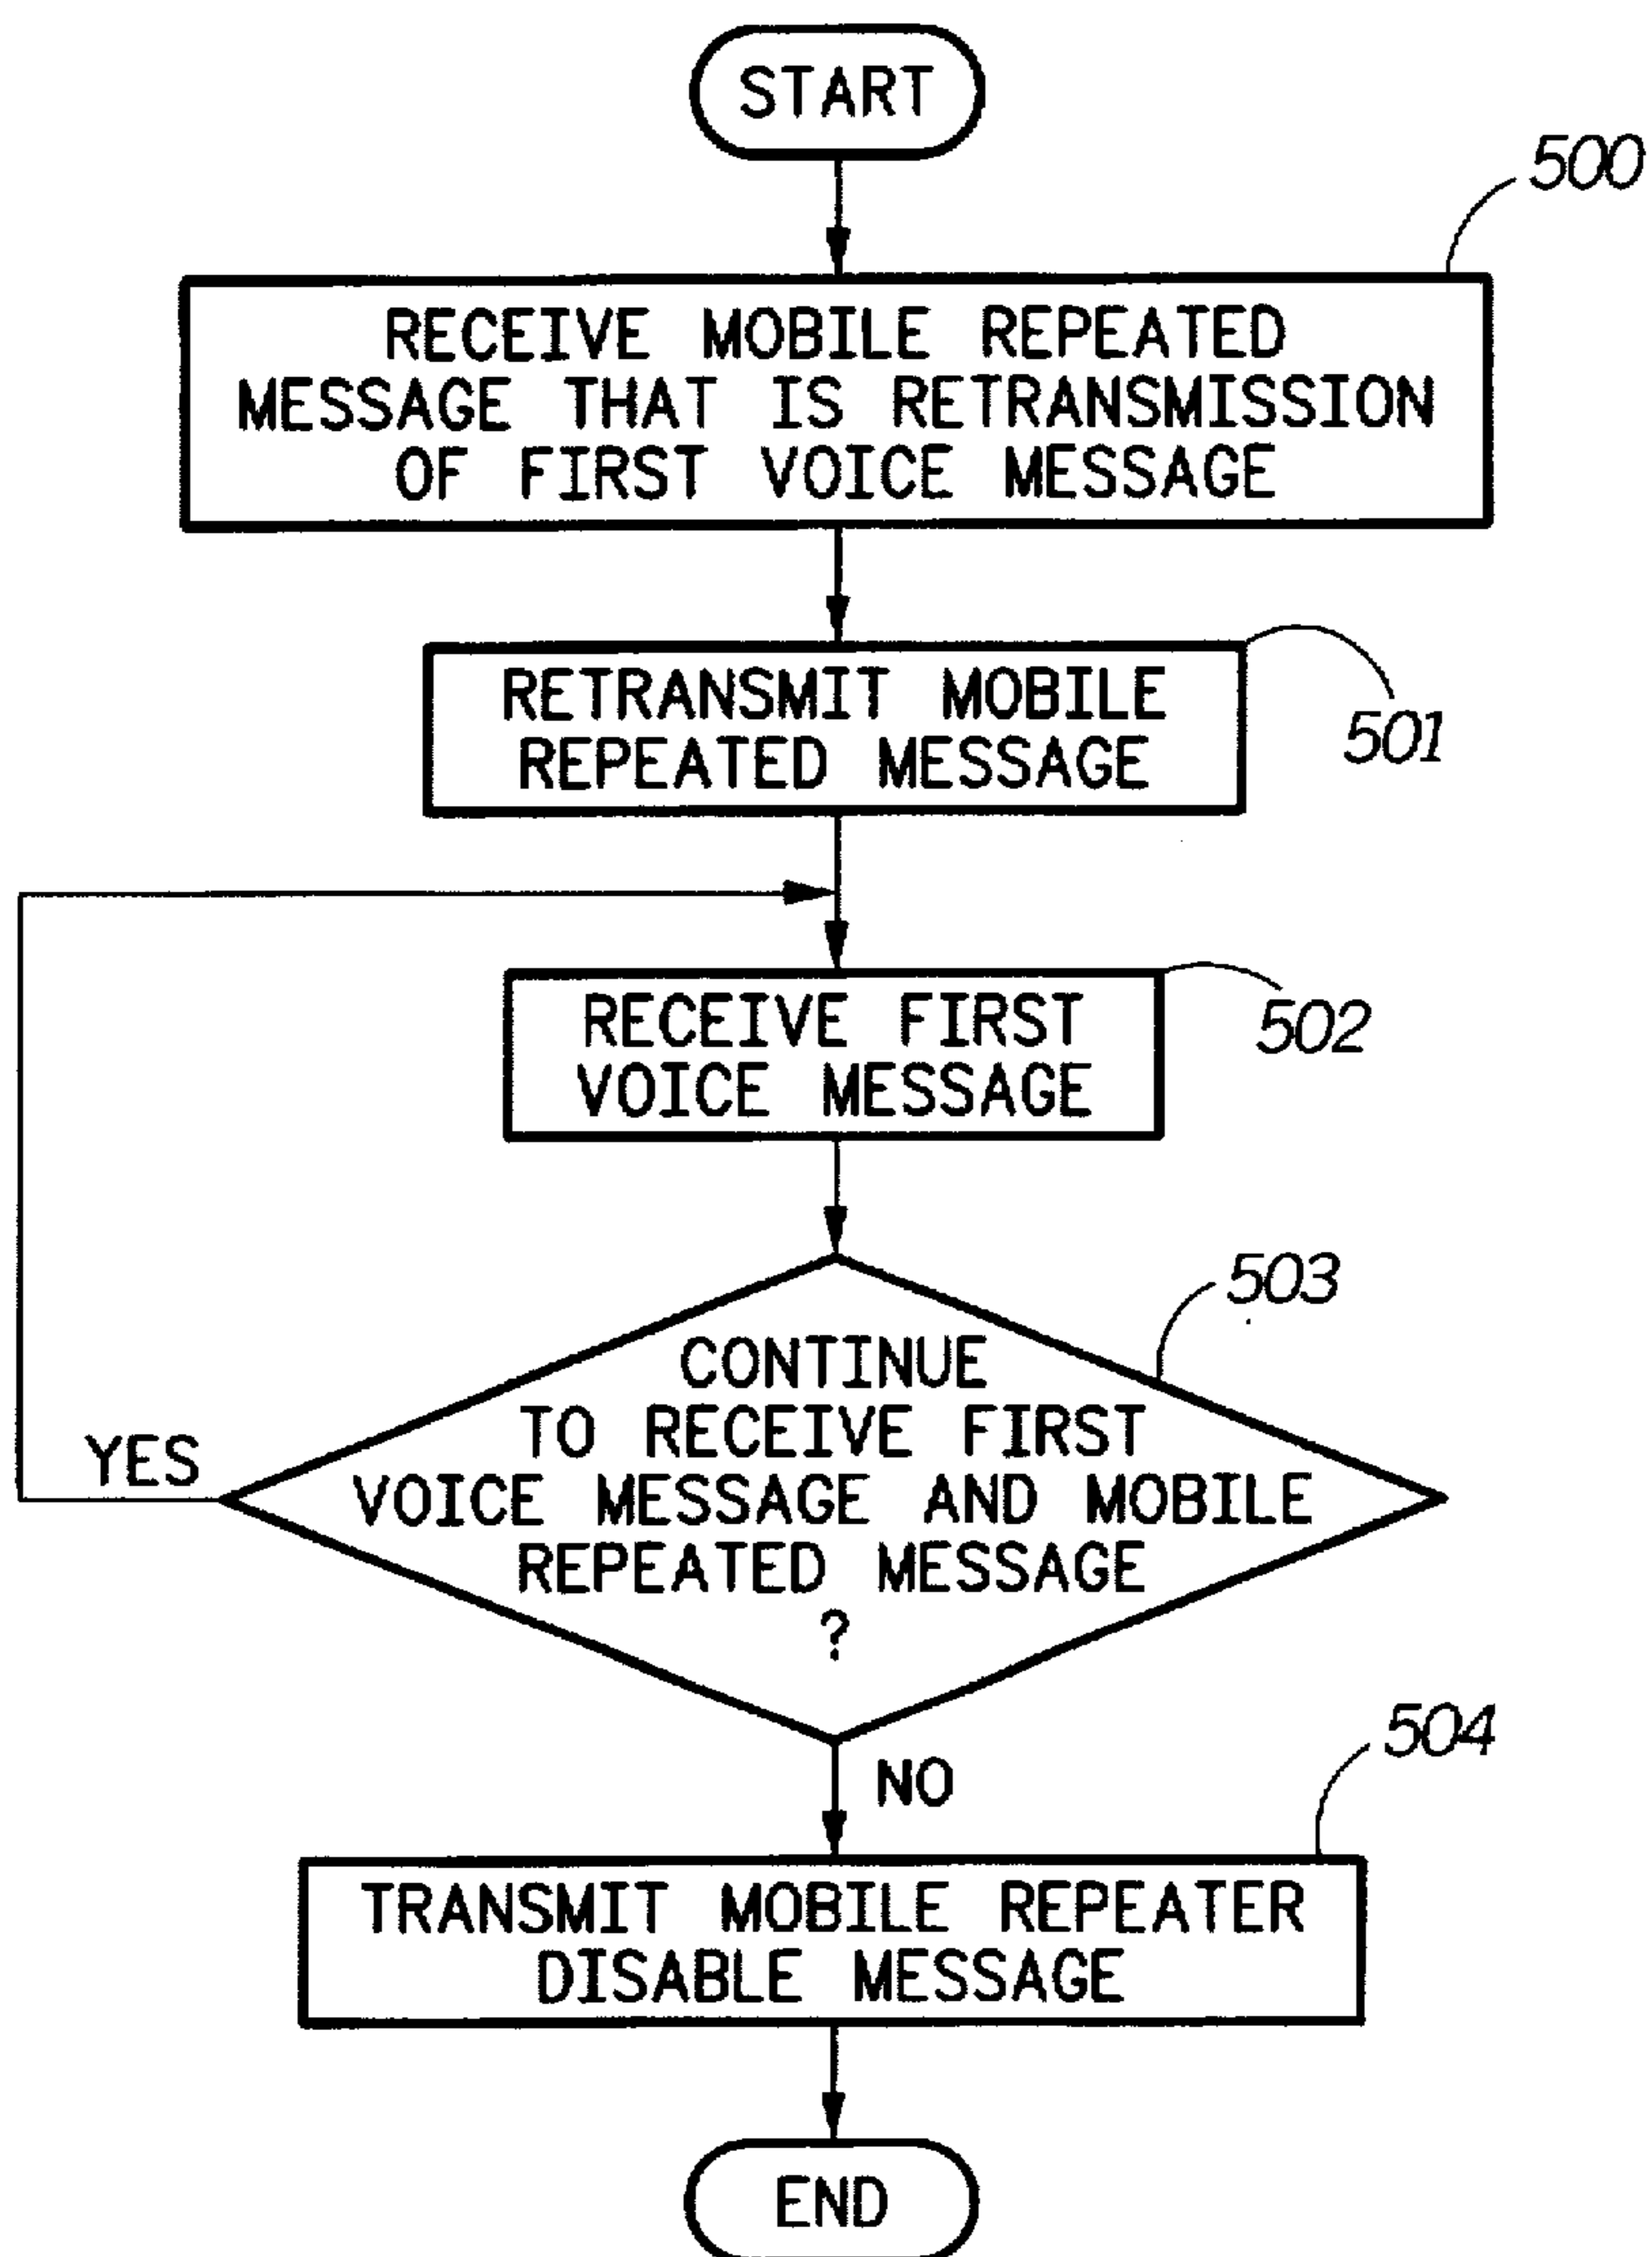 START
500
RECEIVE MOBILE REPEATED
MESSAGE THAT IS RETRANSMISSION
OF FIRST VOICE MESSAGE
RETRANSMIT MOBILE
REPEATED MESSAGE
501
RECEIVE FIRST
VOICE MESSAGE
502
503
CONTINUE
TO RECEIVE FIRST
VOICE MESSAGE AND MOBILE
REPEATED MESSAGE
?
YES
NO
504
TRANSMIT MOBILE REPEATER
DISABLE MESSAGE
END